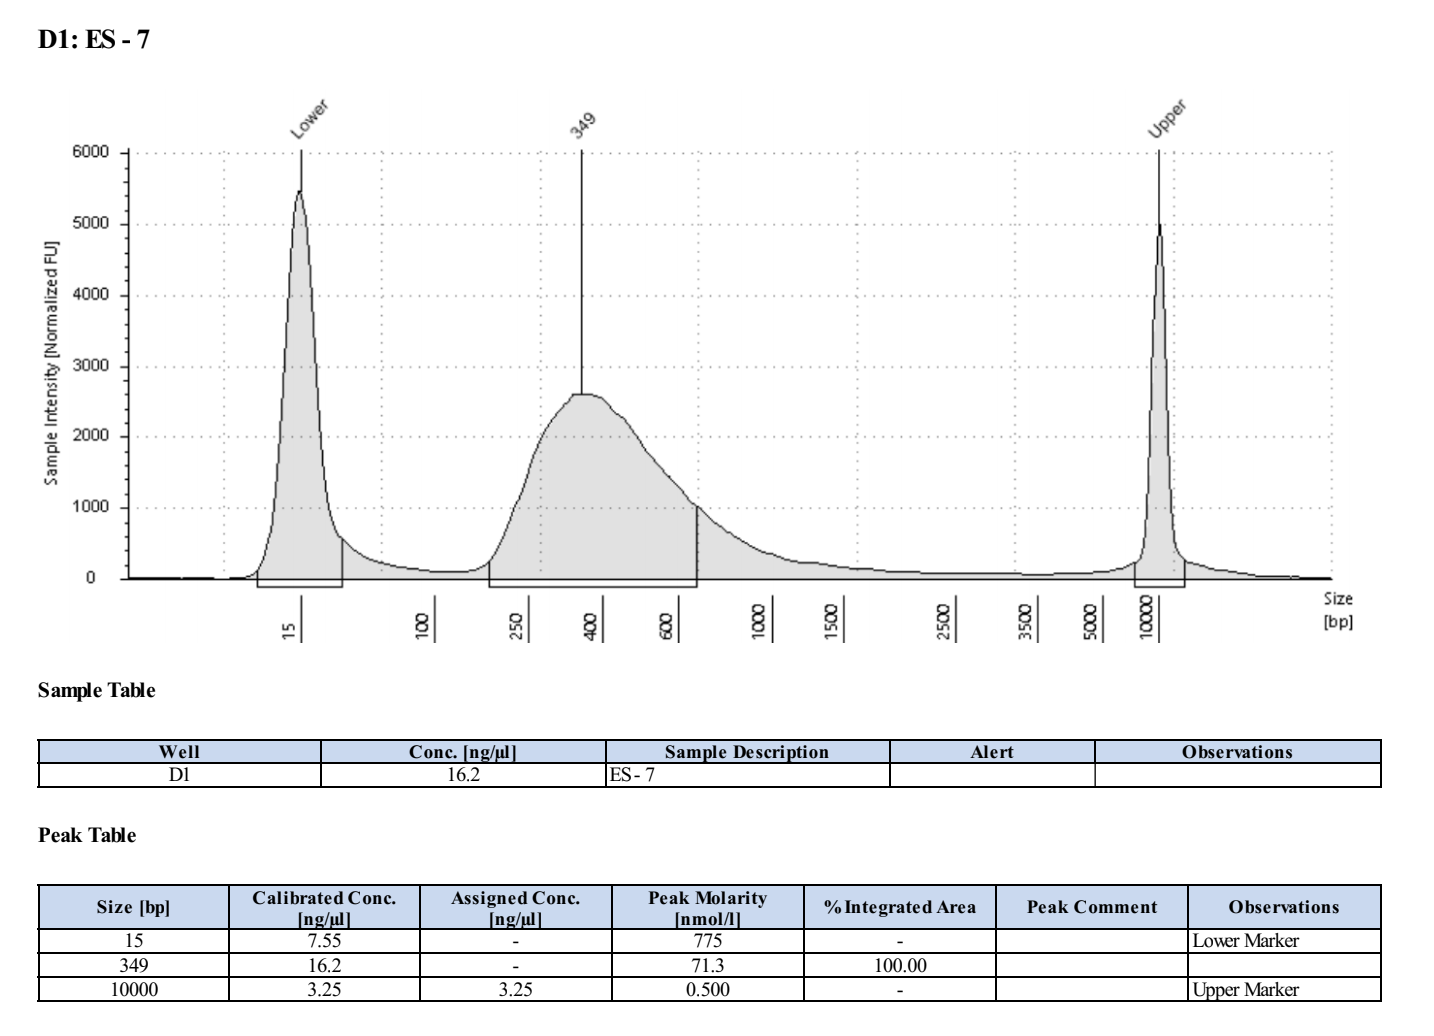 D1: ES - 7
Lower
349
Upper
6000
5000
4000
3000
2000
1000
0
Sample Intensity [Normalized FU]
15
100
250
400
600
1000
1500
2500
3500
5000
10000
Size
[bp]
Sample Table
Well Conc. [ng/µl] Sample Description Alert Observations
D1 16.2 ES - 7
Peak Table
Size [bp] Calibrated Conc. [ng/µl] Assigned Conc. [ng/µl] Peak Molarity [nmol/l] % Integrated Area Peak Comment Observations
15 7.55 - 775 - Lower Marker
349 16.2 - 71.3 100.00
10000 3.25 3.25 0.500 - Upper Marker